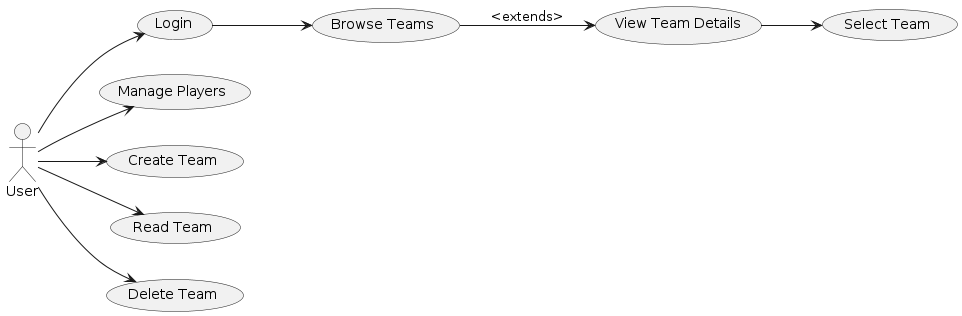 Login
Browse Teams
<extends>
View Team Details
Select Team
Manage Players
Create Team
User
Read Team
Delete Team